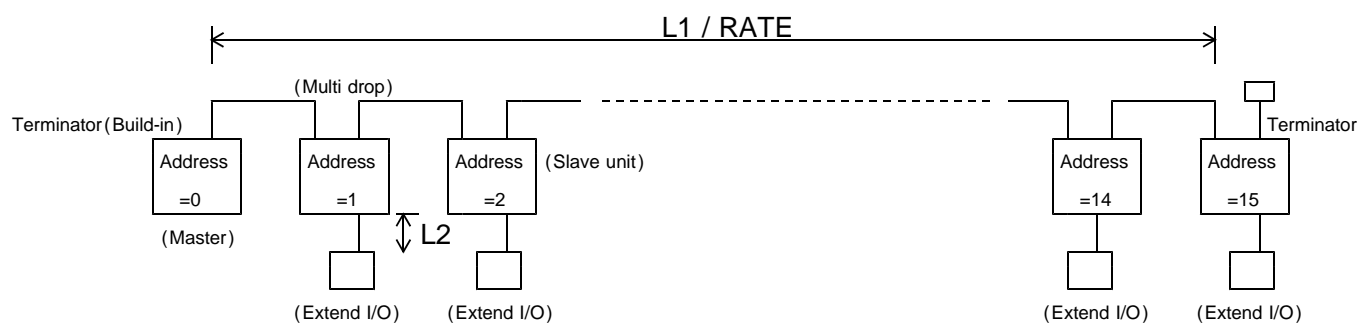 L1 / RATE
(Multi drop)
Terminator(Build-in)
Terminator
Address
=0
Address
=1
Address
=2
(Slave unit)
Address
=14
Address
=15
(Master)
L2
(Extend I/O)
(Extend I/O)
(Extend I/O)
(Extend I/O)